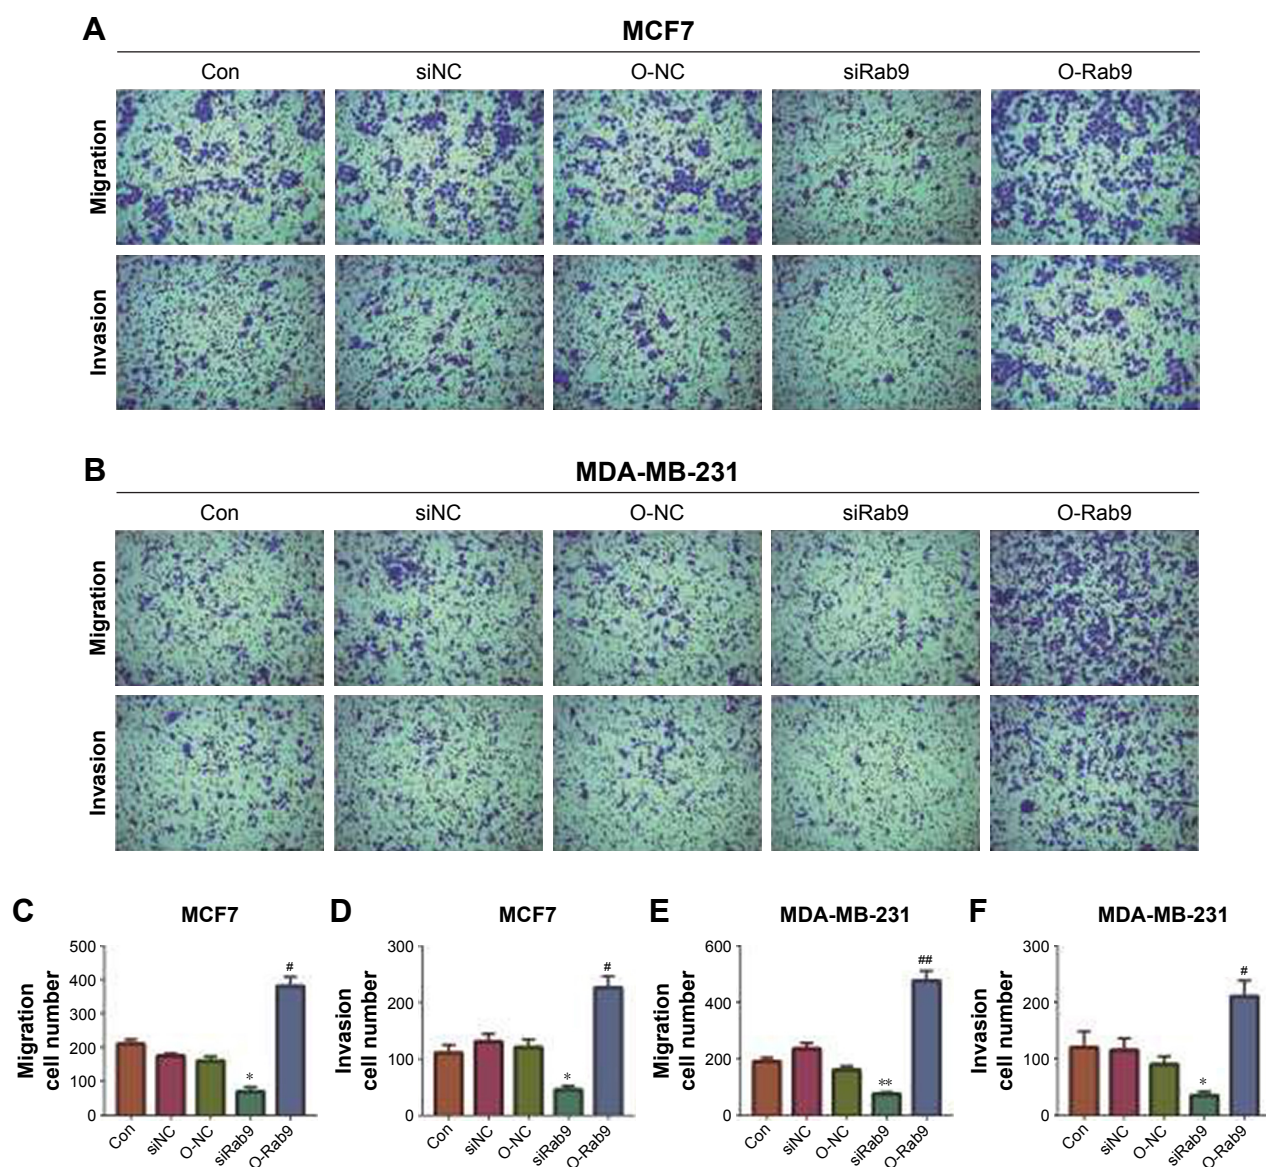 A
MCF7
Con siNC O-NC siRab9 O-Rab9
Migration
Invasion
B
MDA-MB-231
Con siNC O-NC siRab9 O-Rab9
Migration
Invasion
C
MCF7
Migration
cell number
500
400
300
200
100
0
*
#
Con siNC O-NC siRab9 O-Rab9
D
MCF7
Invasion
cell number
300
200
100
0
*
#
Con siNC O-NC siRab9 O-Rab9
E
MDA-MB-231
Migration
cell number
600
400
200
0
**
##
Con siNC O-NC siRab9 O-Rab9
F
MDA-MB-231
Invasion
cell number
300
200
100
0
*
#
Con siNC O-NC siRab9 O-Rab9